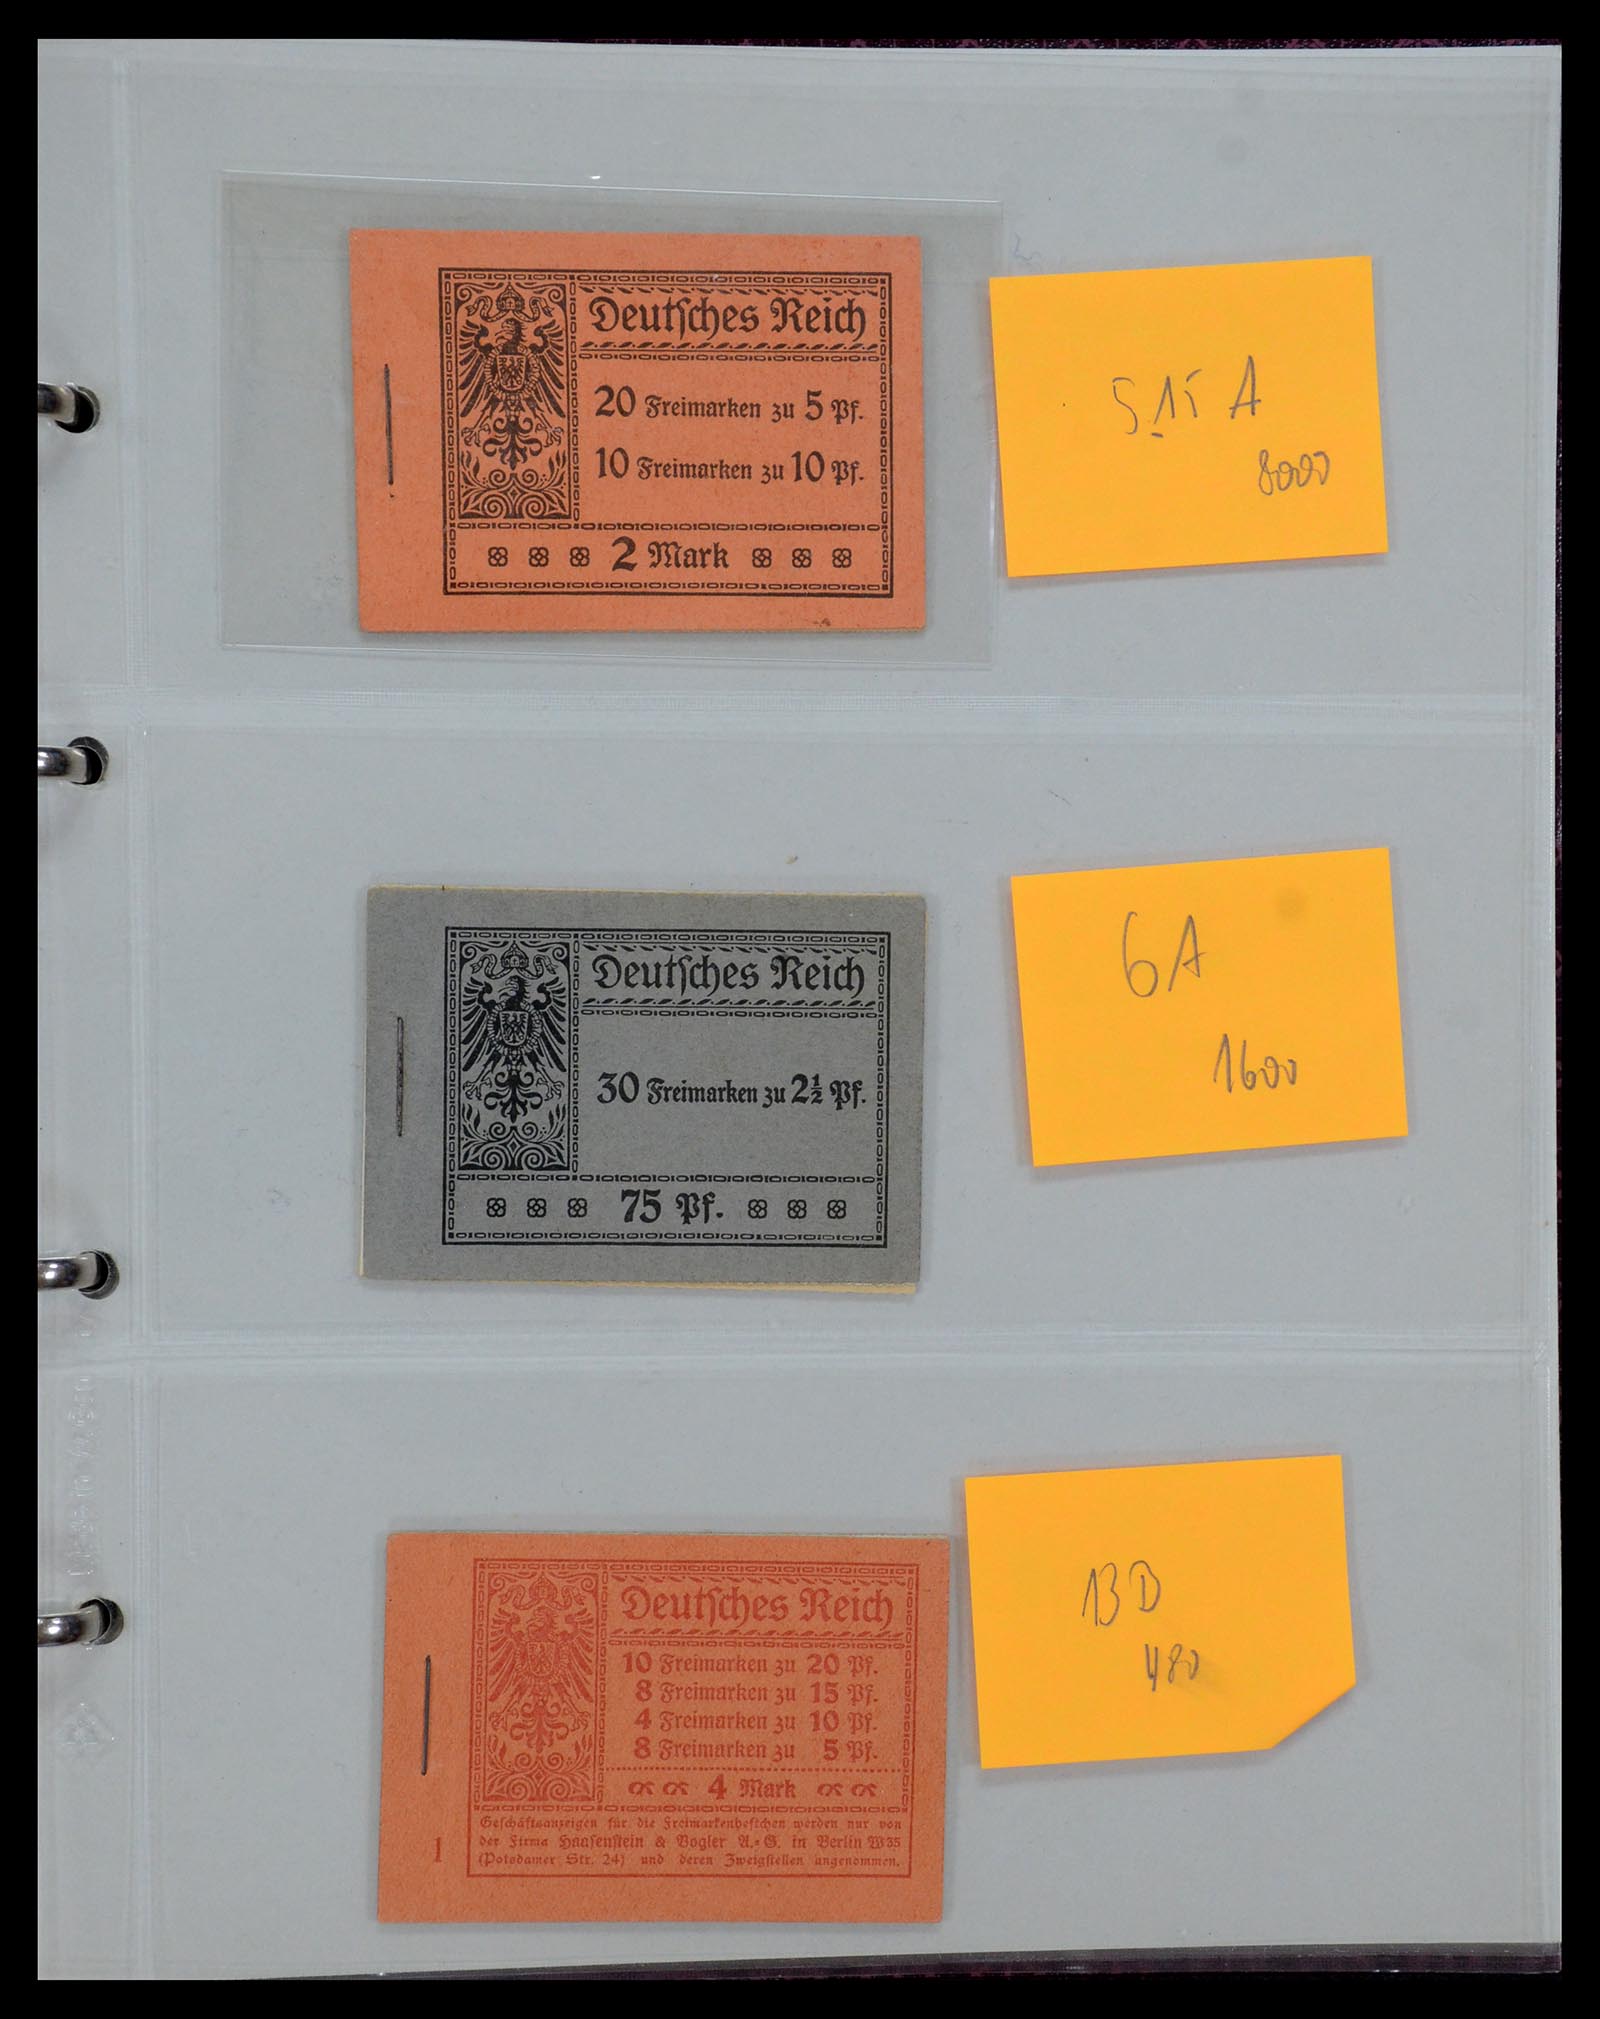 Deutsches Reich
20 Freimarken zu 5 Pf.
10 Freimarken zu 10 Pf.
2 Mark
5.15 A
8000
Deutsches Reich
30 Freimarken zu 2½ Pf.
75 Pf.
6A
1600
Deutsches Reich
10 Freimarken zu 20 Pf.
8 Freimarken zu 15 Pf.
4 Freimarken zu 10 Pf.
8 Freimarken zu 5 Pf.
4 Mark
Geschäftsanzeigen für die Freimarkenheftchen werden nur von
der Firma Haasenstein & Vogler A.=G. in Berlin W35
(Potsdamer Str. 24) und deren Zweigstellen angenommen.
1
13 D
480